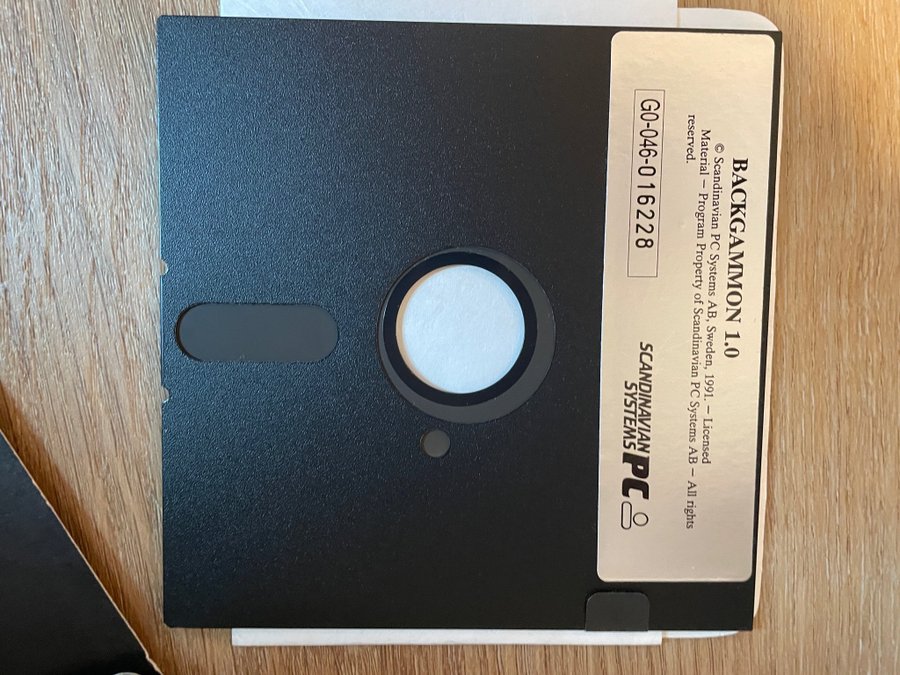 BACKGAMMON 1.0
© Scandinavian PC Systems AB, Sweden, 1991. – Licensed
Material – Program Property of Scandinavian PC Systems AB – All rights
reserved.
G0-046-016228
SCANDINAVIAN
SYSTEMS PC